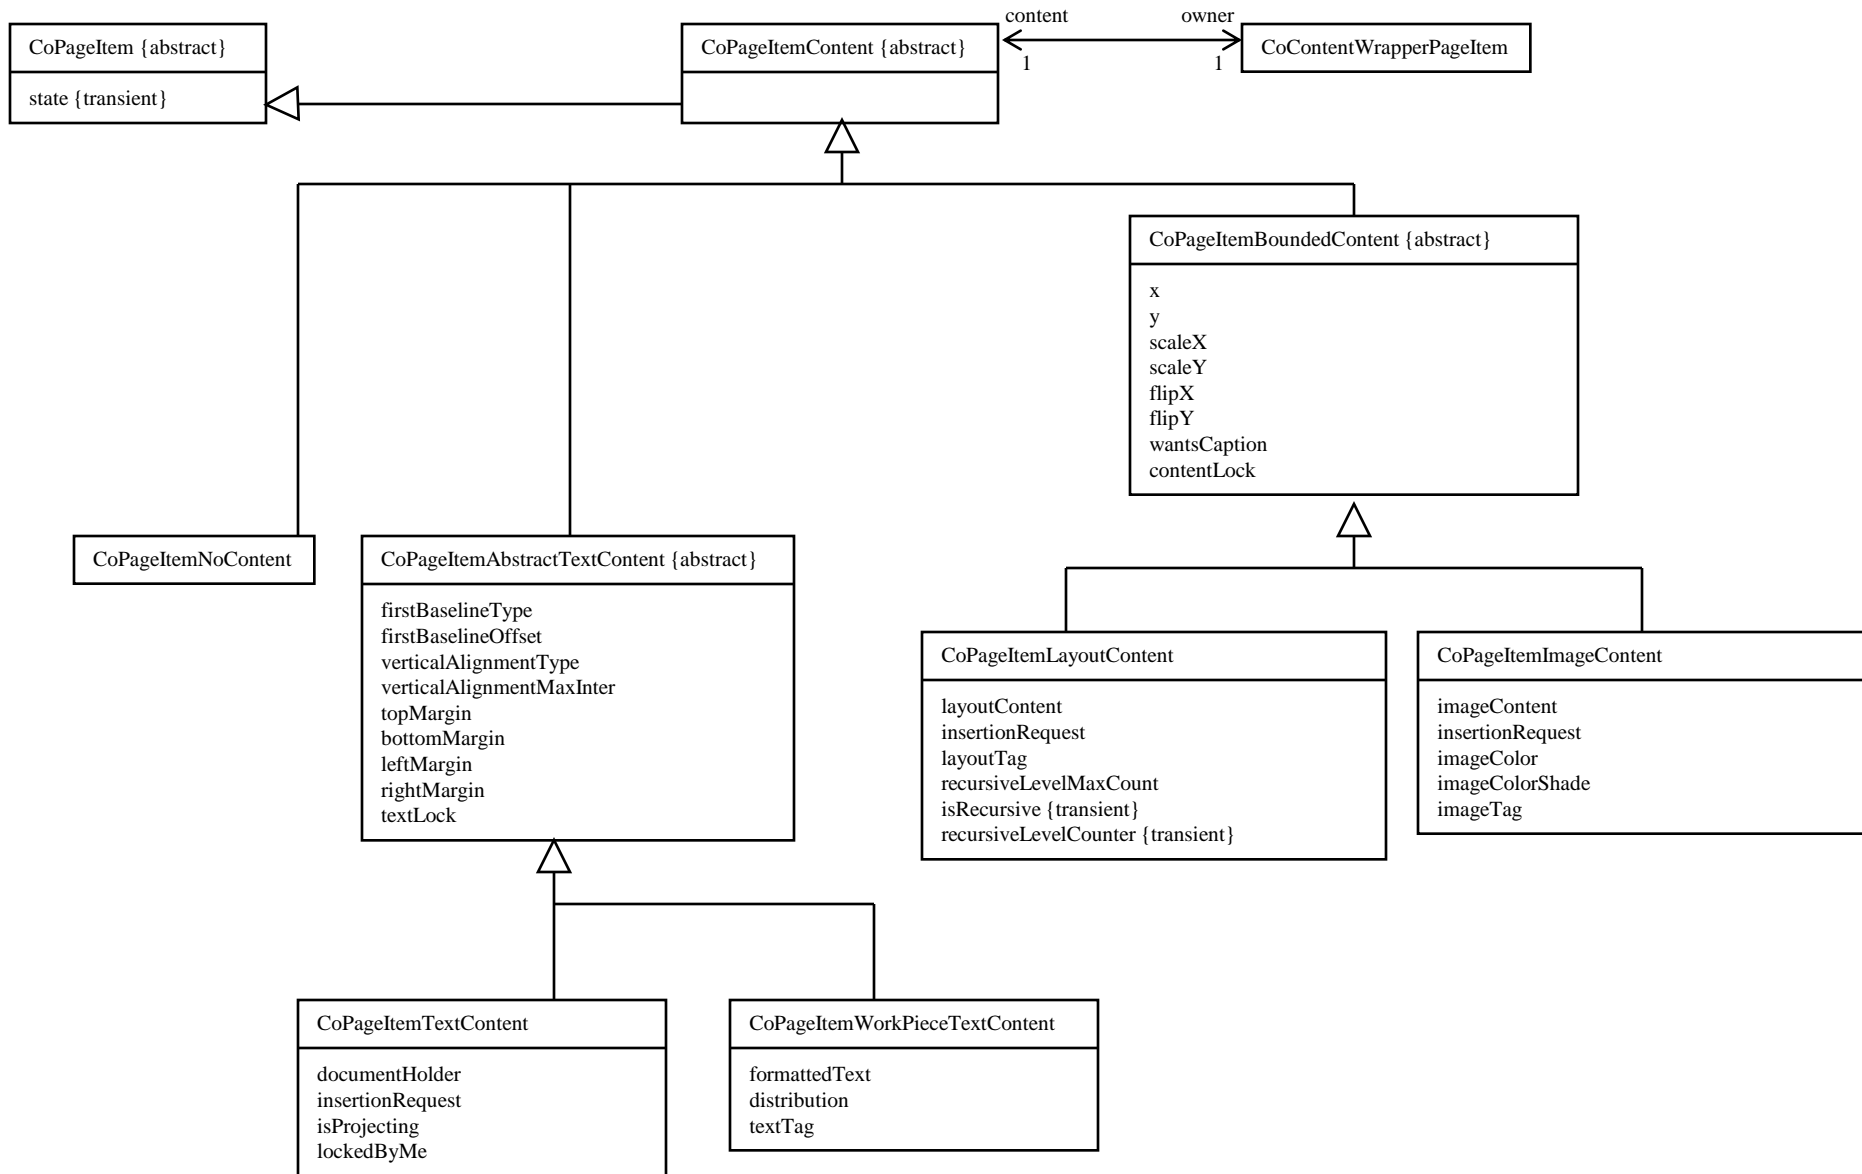 content
owner
CoPageItem {abstract}
CoPageItemContent {abstract}
CoContentWrapperPageItem
1
1
state {transient}
CoPageItemBoundedContent {abstract}
x
y
scaleX
scaleY
flipX
flipY
wantsCaption
contentLock
CoPageItemNoContent
CoPageItemAbstractTextContent {abstract}
firstBaselineType
firstBaselineOffset
verticalAlignmentType
verticalAlignmentMaxInter
topMargin
bottomMargin
leftMargin
rightMargin
textLock
CoPageItemLayoutContent
layoutContent
insertionRequest
layoutTag
recursiveLevelMaxCount
isRecursive {transient}
recursiveLevelCounter {transient}
CoPageItemImageContent
imageContent
insertionRequest
imageColor
imageColorShade
imageTag
CoPageItemTextContent
documentHolder
insertionRequest
isProjecting
lockedByMe
CoPageItemWorkPieceTextContent
formattedText
distribution
textTag